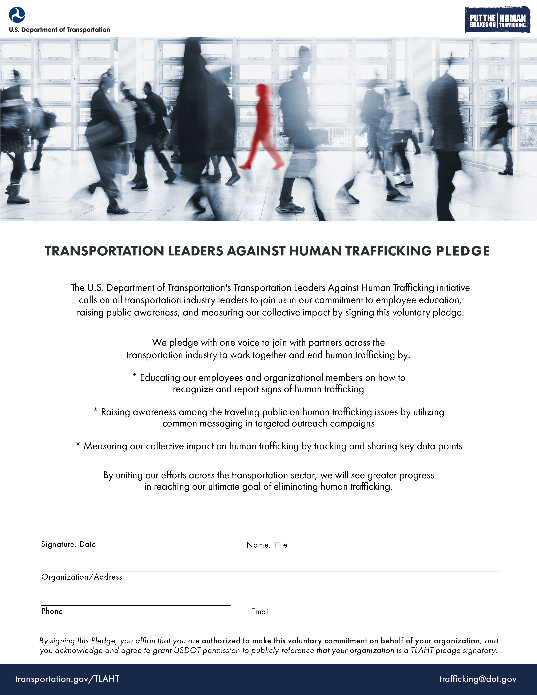 U.S. Department of Transportation
PUT THE HUMAN
BRAKES ON TRAFFICKING
TRANSPORTATION LEADERS AGAINST HUMAN TRAFFICKING PLEDGE
The U.S. Department of Transportation's Transportation Leaders Against Human Trafficking initiative
calls on all transportation industry leaders to join us in our commitment to employee education,
raising public awareness, and measuring our collective impact by signing this voluntary pledge.
We pledge with one voice to join with partners across the
transportation industry to work together and end human trafficking by:
* Educating our employees and organizational members on how to
recognize and report signs of human trafficking
* Raising awareness among the traveling public on human trafficking issues by utilizing
common messaging in targeted outreach campaigns
* Measuring our collective impact on human trafficking by tracking and sharing key data points
By uniting our efforts across the transportation sector, we will see greater progress
in reaching our ultimate goal of eliminating human trafficking.
Signature, Date
Name, Title
Organization/Address
Phone
Email
By signing this Pledge, you affirm that you are authorized to make this voluntary commitment on behalf of your organization, and
you acknowledge and agree to grant USDOT permission to publicly reference that your organization is a TLAHT pledge signatory.
transportation.gov/TLAHT
trafficking@dot.gov